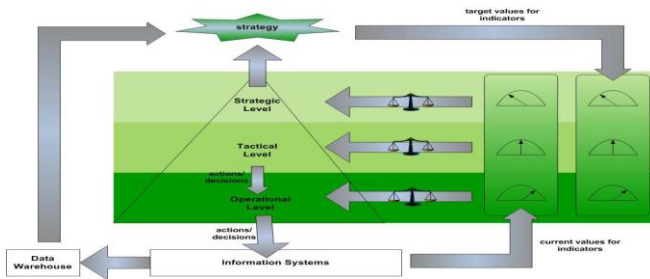 target values for
indicators
strategy
Strategic
Level
Tactical
Level
actions/
decisions
Operational
Level
actions/
decisions
current values for
indicators
Data
Warehouse
Information Systems